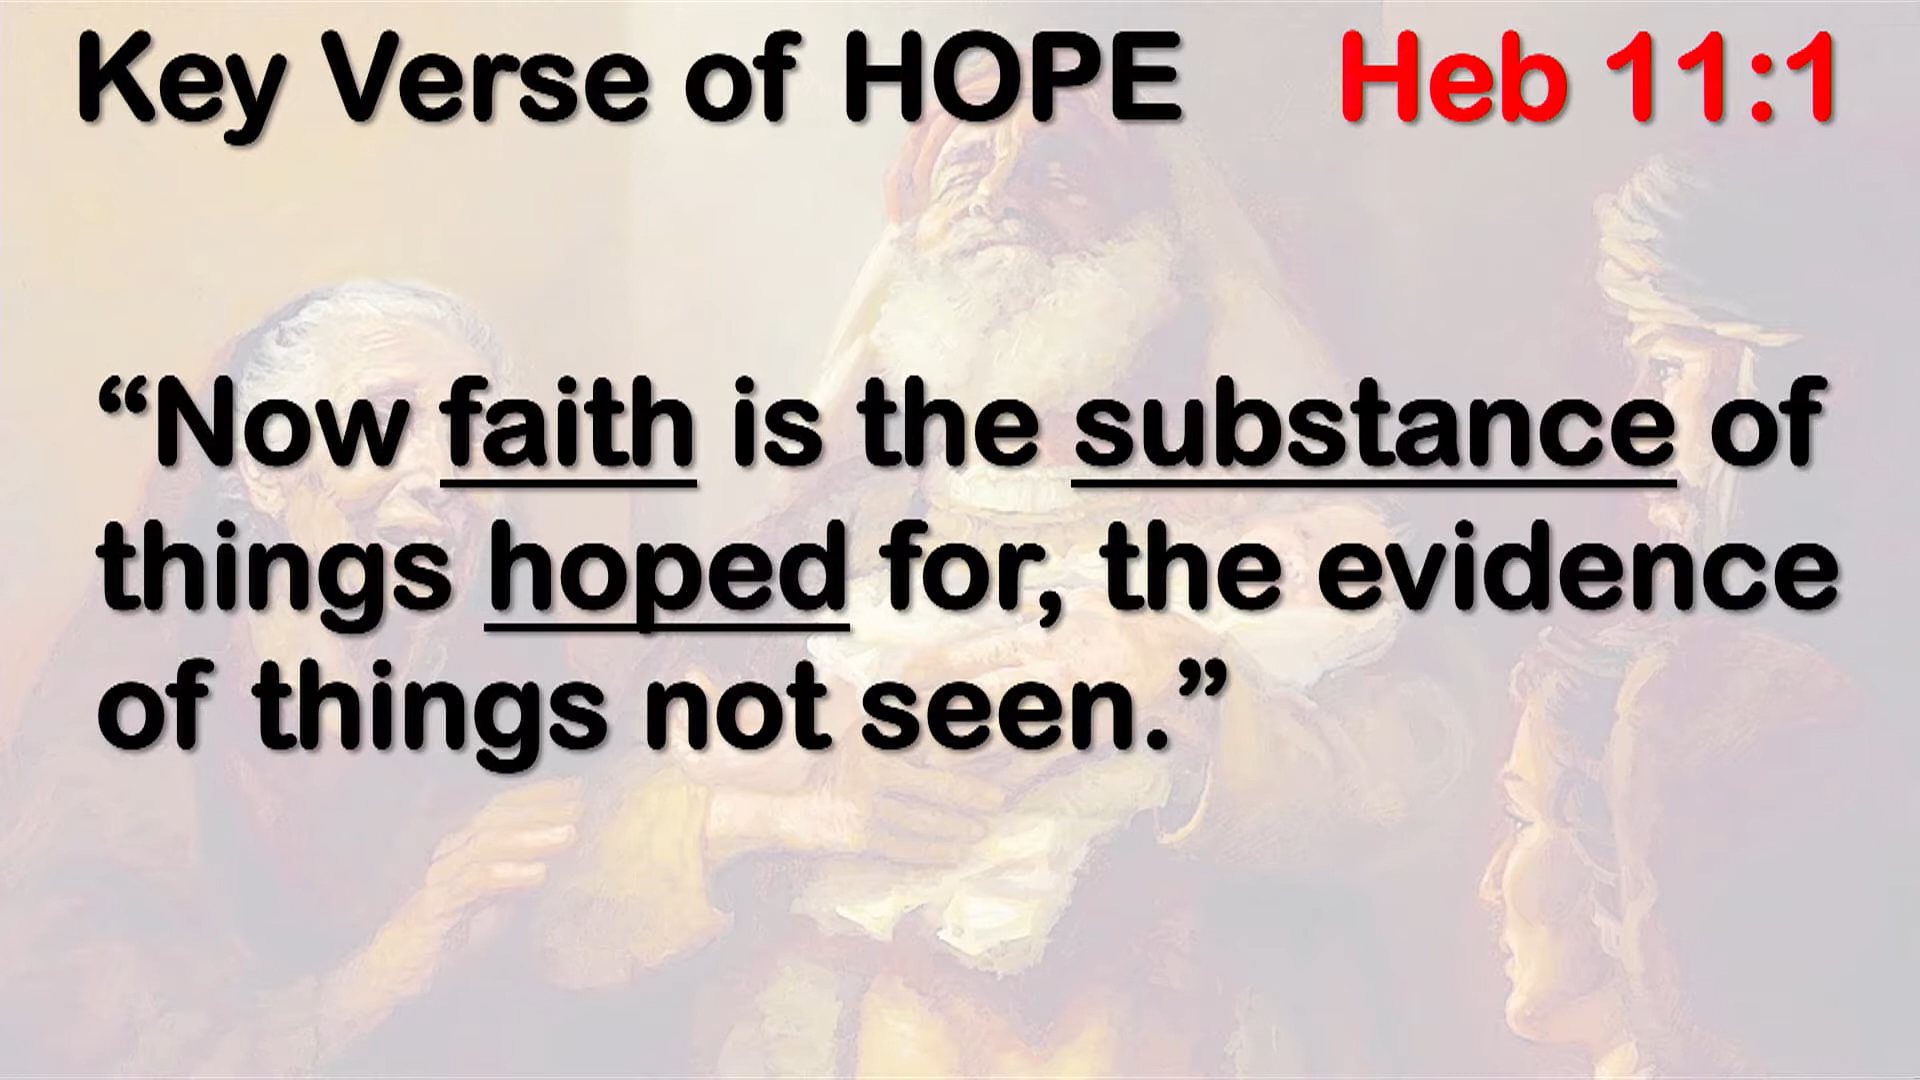 Key Verse of HOPE Heb 11:1
“Now faith is the substance of
things hoped for, the evidence
of things not seen.”